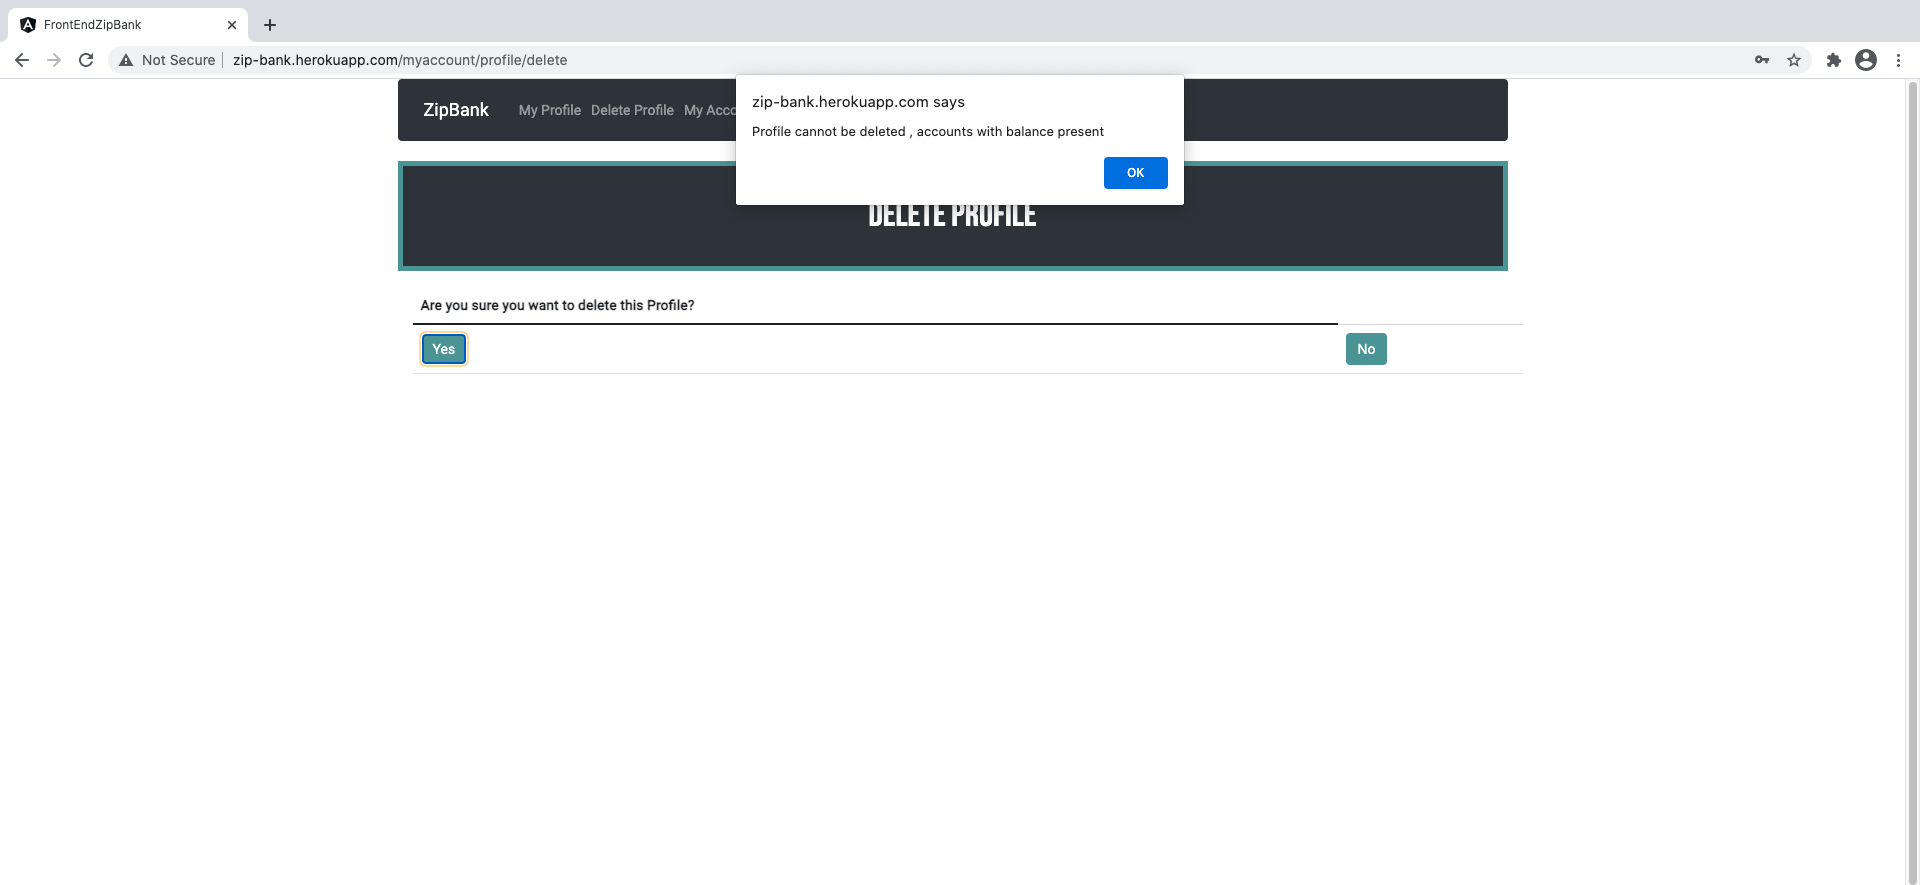 FrontEndZipBank
Not Secure zip-bank.herokuapp.com/myaccount/profile/delete
zip-bank.herokuapp.com says
Profile cannot be deleted , accounts with balance present
OK
ZipBank My Profile Delete Profile My Acco
DELETE PROFILE
Are you sure you want to delete this Profile?
Yes No